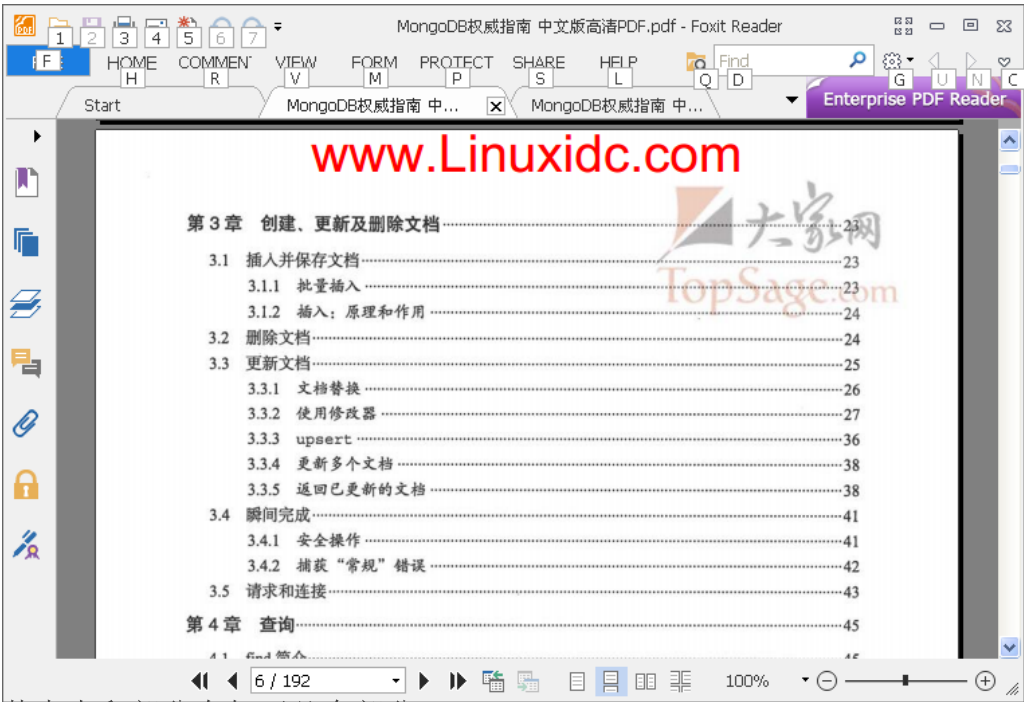 1 2 3 4 5 6 7 MongoDB权威指南 中文版高清PDF.pdf - Foxit Reader
HOME COMMENT VIEW FORM PROTECT SHARE HELP Find
F H R V M P S L Q D G U N C
Start MongoDB权威指南 中... MongoDB权威指南 中... Enterprise PDF Reader
www.Linuxidc.com
大家网
TopSage.com
第3章 创建、更新及删除文档 23
3.1 插入并保存文档 23
3.1.1 批量插入 23
3.1.2 插入：原理和作用 24
3.2 删除文档 24
3.3 更新文档 25
3.3.1 文档替换 26
3.3.2 使用修改器 27
3.3.3 upsert 36
3.3.4 更新多个文档 38
3.3.5 返回已更新的文档 38
3.4 瞬间完成 41
3.4.1 安全操作 41
3.4.2 捕获“常规”错误 42
3.5 请求和连接 43
第4章 查询 45
4.1 find 简介 45
6 / 192 100%